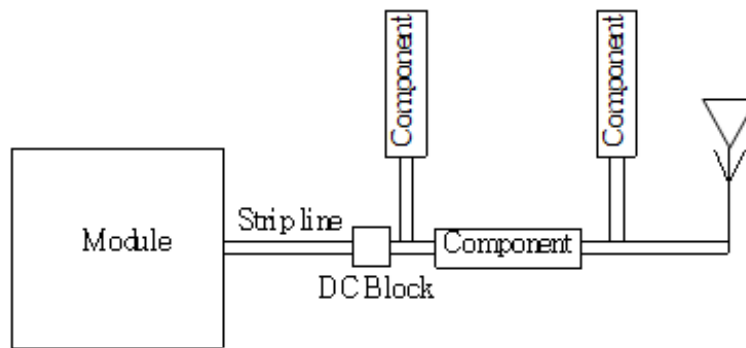 Component
Component
Strip line
Module
Component
DC Block